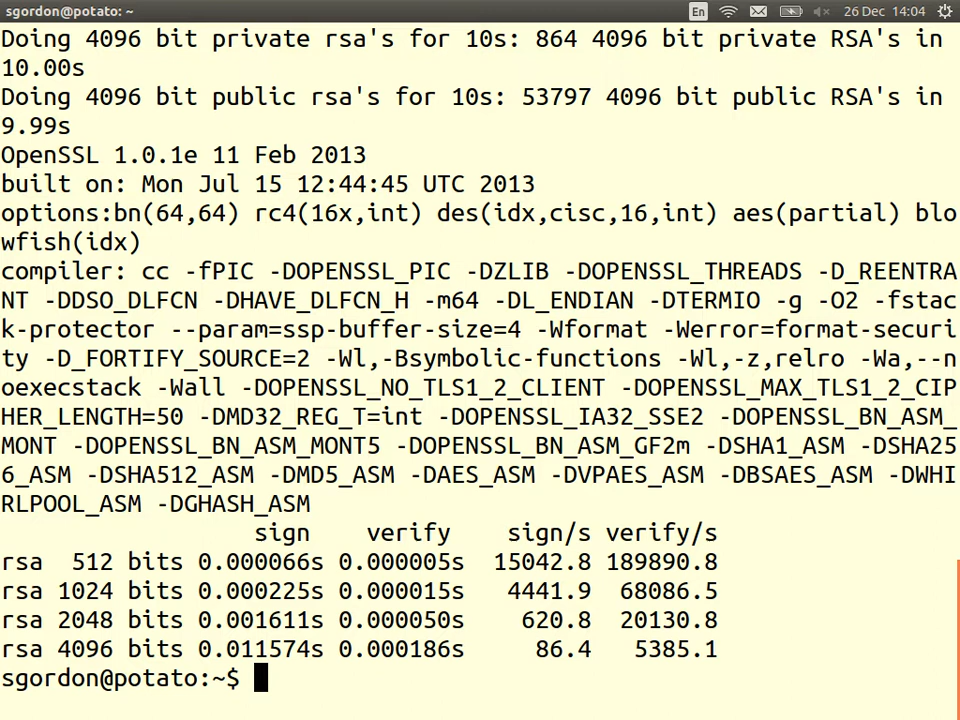 sgordon@potato: ~ En 26 Dec 14:04
Doing 4096 bit private rsa's for 10s: 864 4096 bit private RSA's in
10.00s
Doing 4096 bit public rsa's for 10s: 53797 4096 bit public RSA's in
9.99s
OpenSSL 1.0.1e 11 Feb 2013
built on: Mon Jul 15 12:44:45 UTC 2013
options:bn(64,64) rc4(16x,int) des(idx,cisc,16,int) aes(partial) blo
wfish(idx)
compiler: cc -fPIC -DOPENSSL_PIC -DZLIB -DOPENSSL_THREADS -D_REENTRA
NT -DDSO_DLFCN -DHAVE_DLFCN_H -m64 -DL_ENDIAN -DTERMIO -g -O2 -fstac
k-protector --param=ssp-buffer-size=4 -Wformat -Werror=format-securi
ty -D_FORTIFY_SOURCE=2 -Wl,-Bsymbolic-functions -Wl,-z,relro -Wa,--n
oexecstack -Wall -DOPENSSL_NO_TLS1_2_CLIENT -DOPENSSL_MAX_TLS1_2_CIP
HER_LENGTH=50 -DMD32_REG_T=int -DOPENSSL_IA32_SSE2 -DOPENSSL_BN_ASM_
MONT -DOPENSSL_BN_ASM_MONT5 -DOPENSSL_BN_ASM_GF2m -DSHA1_ASM -DSHA25
6_ASM -DSHA512_ASM -DMD5_ASM -DAES_ASM -DVPAES_ASM -DBSAES_ASM -DWHI
RLPOOL_ASM -DGHASH_ASM
sign verify sign/s verify/s
rsa 512 bits 0.000066s 0.000005s 15042.8 189890.8
rsa 1024 bits 0.000225s 0.000015s 4441.9 68086.5
rsa 2048 bits 0.001611s 0.000050s 620.8 20130.8
rsa 4096 bits 0.011574s 0.000186s 86.4 5385.1
sgordon@potato:~$